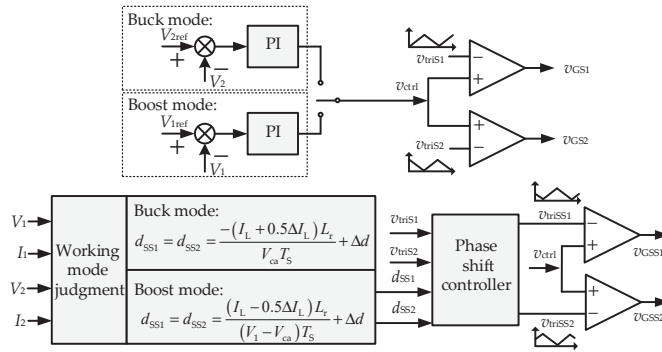 Buck mode:
V2ref
+
−
V2
PI
Boost mode:
V1ref
+
−
V1
PI
vctrl
vtriS1
−
+
vGS1
+
−
vtriS2
vGS2
V1
I1
V2
I2
Working mode judgment
Buck mode:
dSS1 = dSS2 = −(IL + 0.5ΔIL) Lr / Vca TS + Δd
Boost mode:
dSS1 = dSS2 = (IL − 0.5ΔIL) Lr / (V1 − Vca) TS + Δd
vtriS1
vtriS2
dSS1
dSS2
Phase shift controller
vtriSS1
vctrl
vtriSS2
−
+
+
−
vGSS1
vGSS2